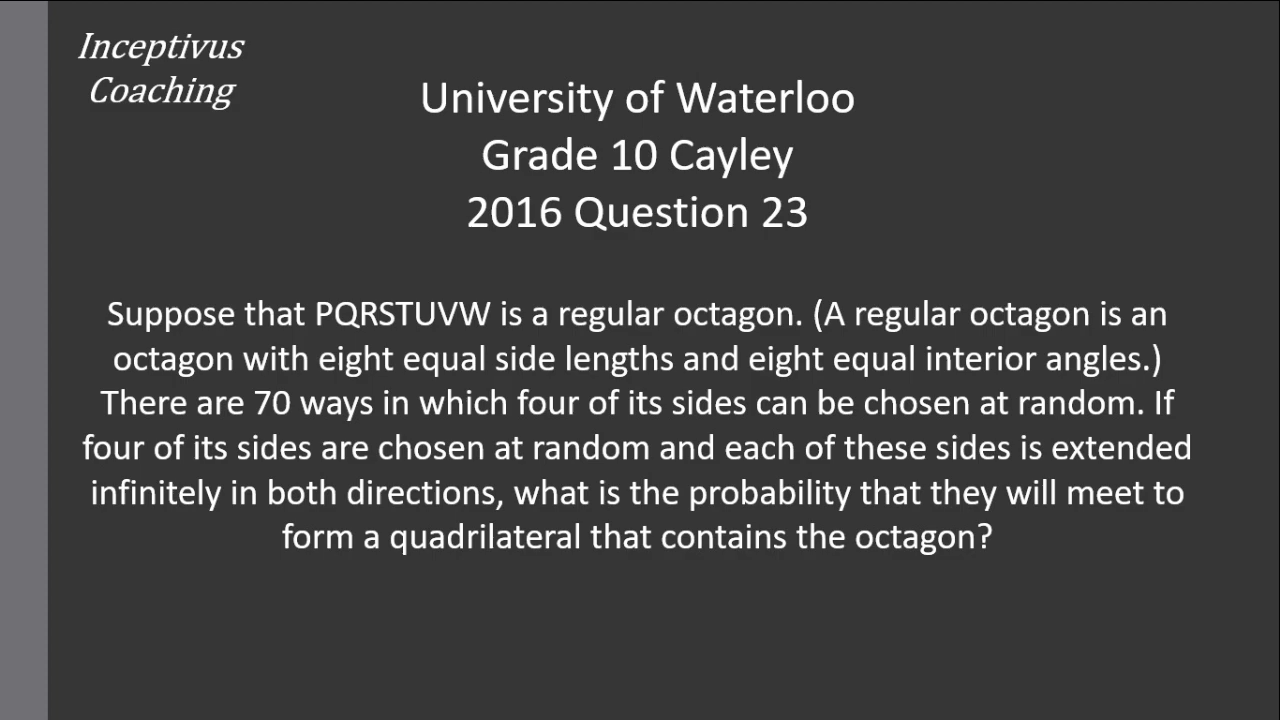 Inceptivus
Coaching
University of Waterloo
Grade 10 Cayley
2016 Question 23
Suppose that PQRSTUVW is a regular octagon. (A regular octagon is an
octagon with eight equal side lengths and eight equal interior angles.)
There are 70 ways in which four of its sides can be chosen at random. If
four of its sides are chosen at random and each of these sides is extended
infinitely in both directions, what is the probability that they will meet to
form a quadrilateral that contains the octagon?